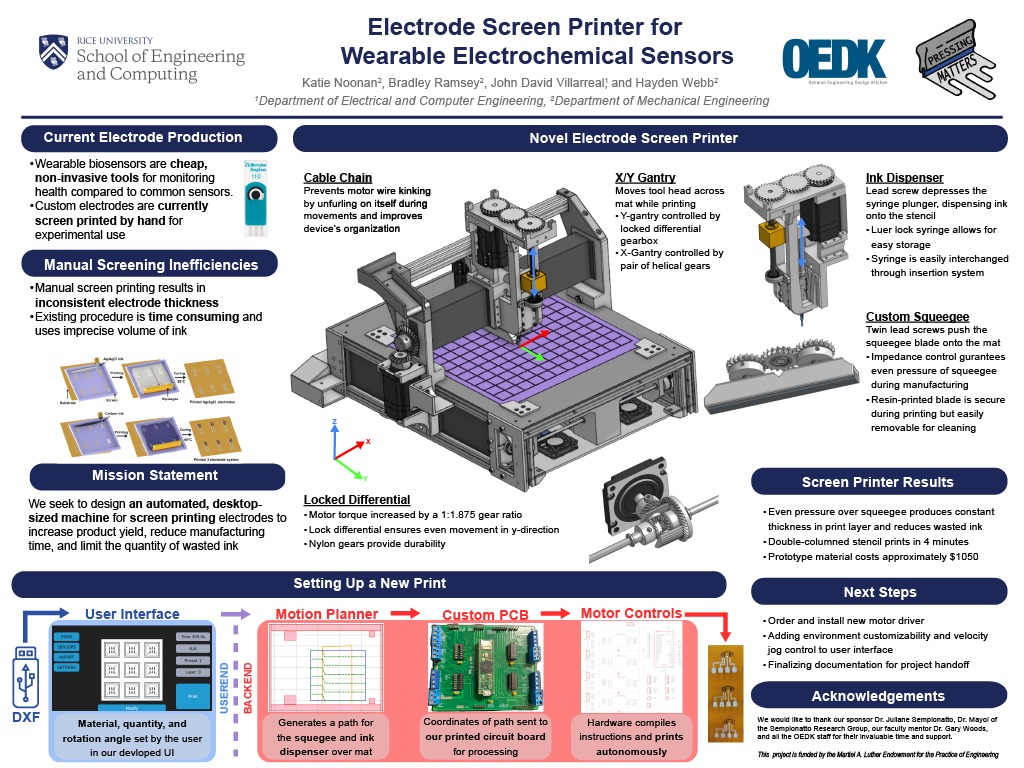 RICE UNIVERSITY
School of Engineering
and Computing
Electrode Screen Printer for
Wearable Electrochemical Sensors
Katie Noonan², Bradley Ramsey², John David Villarreal¹, and Hayden Webb²
¹Department of Electrical and Computer Engineering, ²Department of Mechanical Engineering
OEDK
Oshman Engineering Design Kitchen
PRESSING
MATTERS
Current Electrode Production
•Wearable biosensors are cheap,
non-invasive tools for monitoring
health compared to common sensors.
•Custom electrodes are currently
screen printed by hand for
experimental use
110
Manual Screening Inefficiencies
•Manual screen printing results in
inconsistent electrode thickness
•Existing procedure is time consuming and
uses imprecise volume of ink
Ag/AgCl ink
Printing
Curing
Substrate
Screen
Squeegee
Printed Ag/AgCl electrodes
Carbon ink
Printing
Curing
Printed 3 electrode system
Mission Statement
We seek to design an automated, desktop-
sized machine for screen printing electrodes to
increase product yield, reduce manufacturing
time, and limit the quantity of wasted ink
Novel Electrode Screen Printer
Cable Chain
Prevents motor wire kinking
by unfurling on itself during
movements and improves
device's organization
X/Y Gantry
Moves tool head across
mat while printing
• Y-gantry controlled by
locked differential
gearbox
• X-Gantry controlled by
pair of helical gears
Ink Dispenser
Lead screw depresses the
syringe plunger, dispensing ink
onto the stencil
• Luer lock syringe allows for
easy storage
• Syringe is easily interchanged
through insertion system
Custom Squeegee
Twin lead screws push the
squeegee blade onto the mat
• Impedance control gurantees
even pressure of squeegee
during manufacturing
• Resin-printed blade is secure
during printing but easily
removable for cleaning
Z
X
Y
Locked Differential
• Motor torque increased by a 1:1.875 gear ratio
• Lock differential ensures even movement in y-direction
• Nylon gears provide durability
Screen Printer Results
• Even pressure over squeegee produces constant
thickness in print layer and reduces wasted ink
• Double-columned stencil prints in 4 minutes
• Prototype material costs approximately $1050
Setting Up a New Print
DXF
User Interface
HOME
SENSORS
IMPORT
SETTINGS
N/A
Preset: 1
Layer: 0
Print
Modify
Material, quantity, and
rotation angle set by the user
in our devloped UI
USEREND
BACKEND
Motion Planner
Generates a path for
the squegee and ink
dispenser over mat
Custom PCB
Coordinates of path sent to
our printed circuit board
for processing
Motor Controls
Hardware compiles
instructions and prints
autonomously
Next Steps
• Order and install new motor driver
• Adding environment customizability and velocity
jog control to user interface
• Finalizing documentation for project handoff
Acknowledgements
We would like to thank our sponsor Dr. Juliane Sempionatto, Dr. Mayol of
the Sempionatto Research Group, our faculty mentor Dr. Gary Woods,
and all the OEDK staff for their invaluable time and support.
This project is funded by the Martiel A. Luther Endowment for the Practice of Engineering